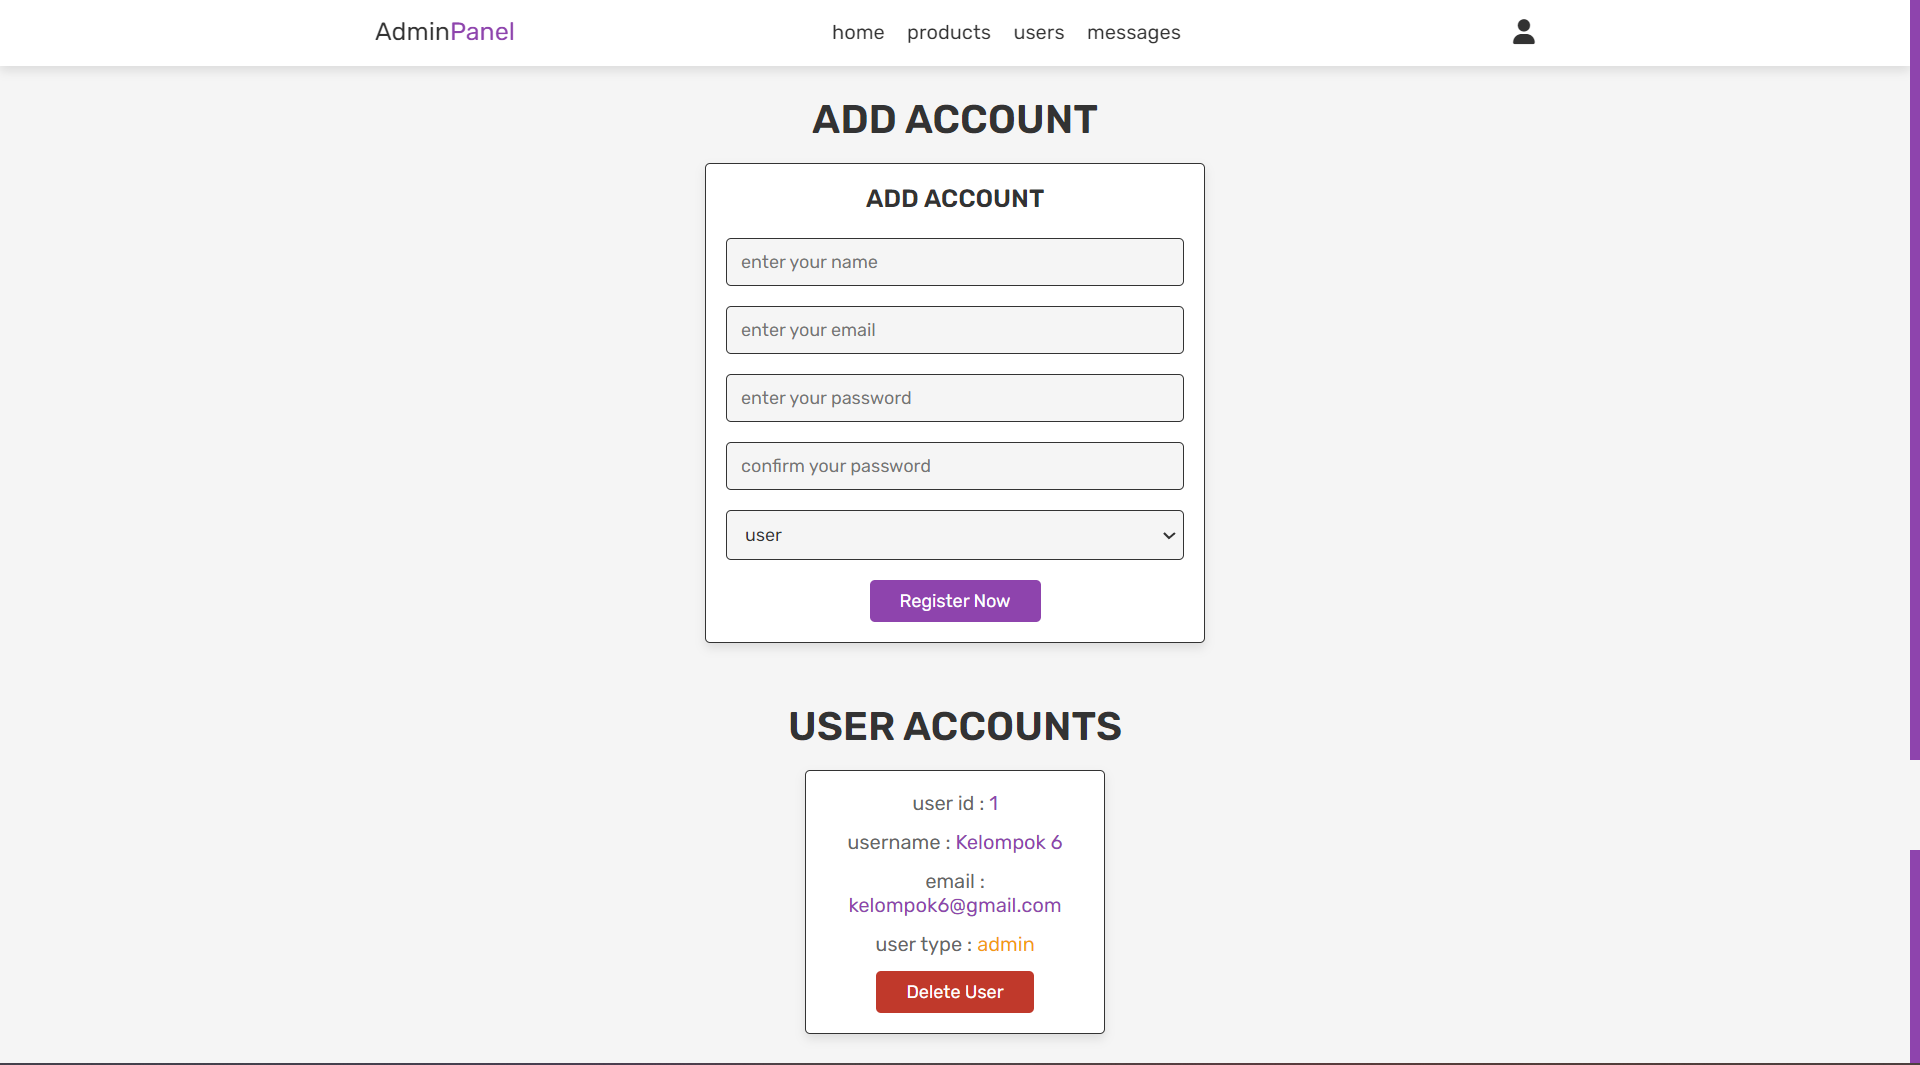 AdminPanel
home products users messages
ADD ACCOUNT
ADD ACCOUNT
enter your name
enter your email
enter your password
confirm your password
user
Register Now
USER ACCOUNTS
user id : 1
username : Kelompok 6
email :
kelompok6@gmail.com
user type : admin
Delete User